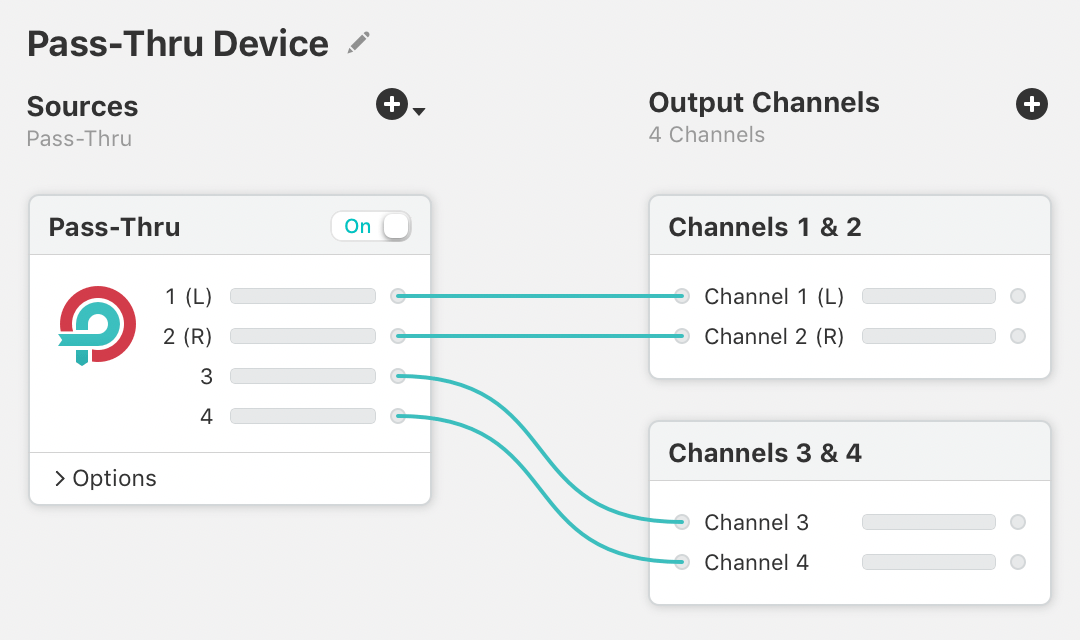 Pass-Thru Device
Sources
Pass-Thru
Output Channels
4 Channels
Pass-Thru
On
1 (L)
2 (R)
3
4
Options
Channels 1 & 2
Channel 1 (L)
Channel 2 (R)
Channels 3 & 4
Channel 3
Channel 4